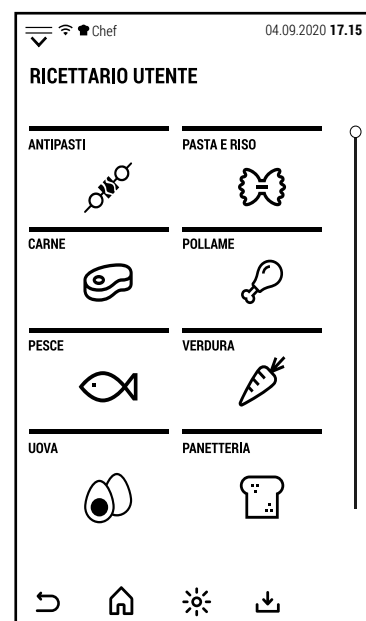 Chef 04.09.2020 17.15
RICETTARIO UTENTE
ANTIPASTI PASTA E RISO
CARNE POLLAME
PESCE VERDURA
UOVA PANETTERIA